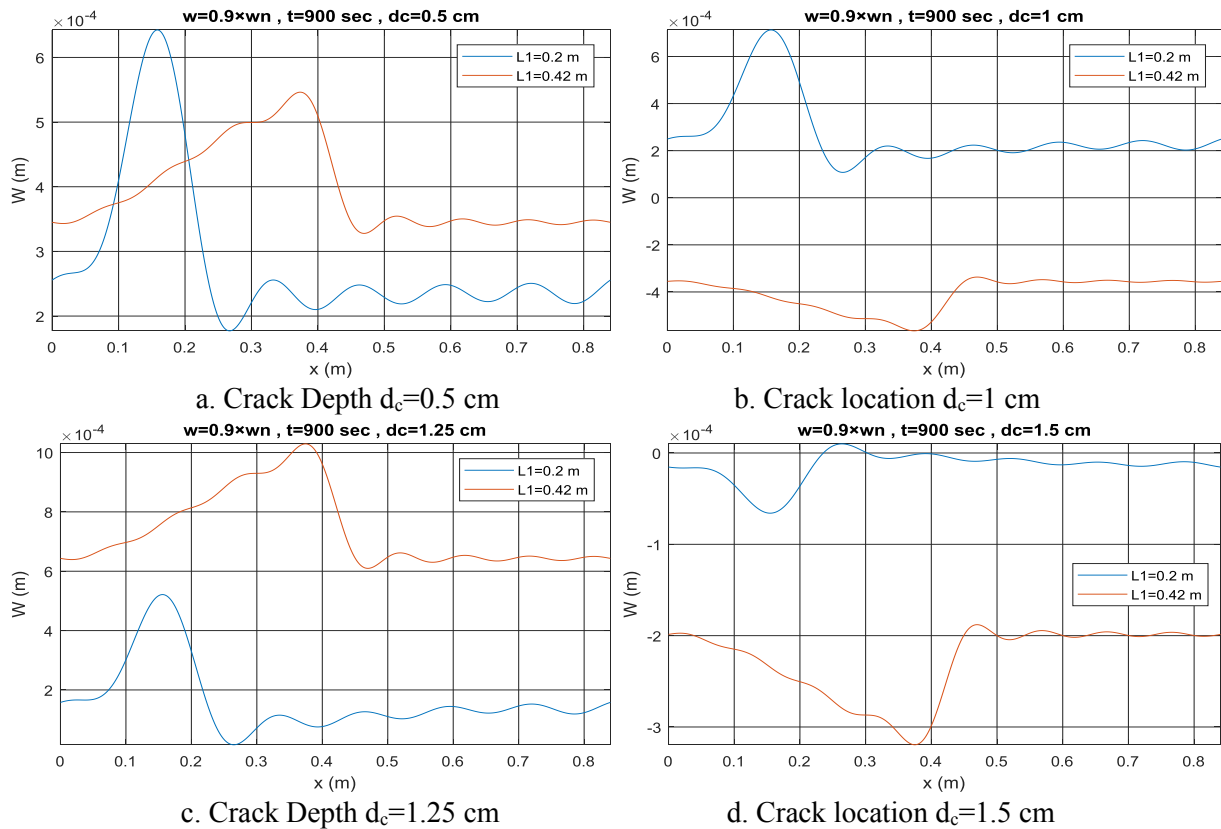 w=0.9×wn , t=900 sec, dc=0.5 cm
×10⁻⁴
6
5
4
3
2
W (m)
L1=0.2 m
L1=0.42 m
0 0.1 0.2 0.3 0.4 0.5 0.6 0.7 0.8
x (m)
a. Crack Depth d_c=0.5 cm
w=0.9×wn , t=900 sec, dc=1 cm
×10⁻⁴
6
4
2
0
-2
-4
W (m)
L1=0.2 m
L1=0.42 m
0 0.1 0.2 0.3 0.4 0.5 0.6 0.7 0.8
x (m)
b. Crack location d_c=1 cm
w=0.9×wn , t=900 sec , dc=1.25 cm
×10⁻⁴
10
8
6
4
2
W (m)
L1=0.2 m
L1=0.42 m
0 0.1 0.2 0.3 0.4 0.5 0.6 0.7 0.8
x (m)
c. Crack Depth d_c=1.25 cm
w=0.9×wn , t=900 sec , dc=1.5 cm
×10⁻⁴
0
-1
-2
-3
W (m)
L1=0.2 m
L1=0.42 m
0 0.1 0.2 0.3 0.4 0.5 0.6 0.7 0.8
x (m)
d. Crack location d_c=1.5 cm